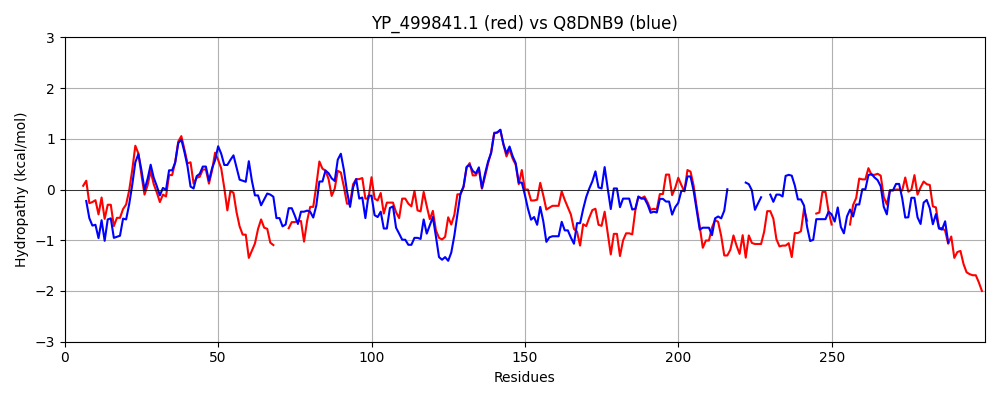 YP_499841.1 (red) vs Q8DNB9 (blue)
Hydropathy (kcal/mol)
3
2
1
0
−1
−2
−3
0 50 100 150 200 250
Residues